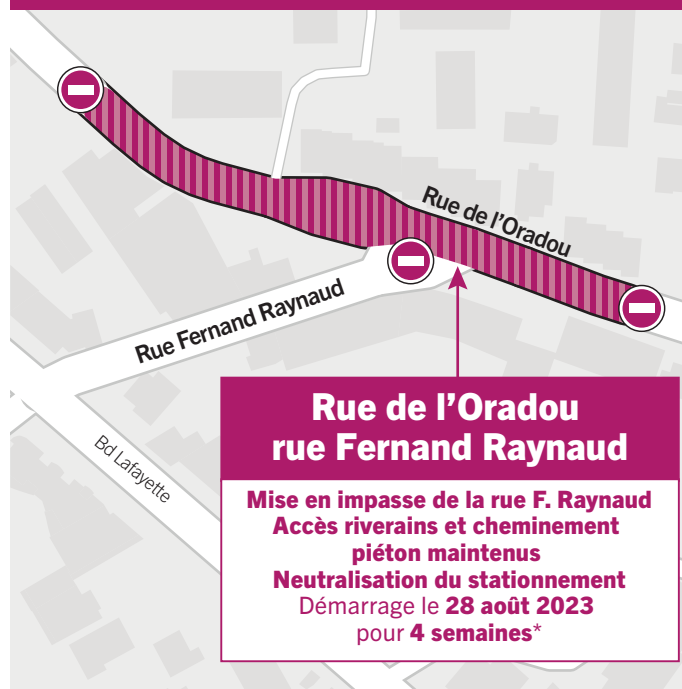 Rue de l'Oradou
Rue Fernand Raynaud
Bd Lafayette
Rue de l’Oradou
rue Fernand Raynaud
Mise en impasse de la rue F. Raynaud
Accès riverains et cheminement
piéton maintenus
Neutralisation du stationnement
Démarrage le 28 août 2023
pour 4 semaines*